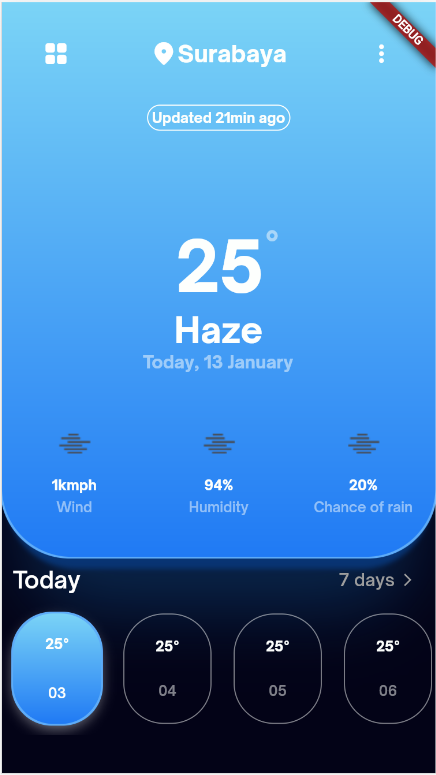 DEBUG
Surabaya
Updated 21min ago
25°
Haze
Today, 13 January
1kmph 94% 20%
Wind Humidity Chance of rain
Today 7 days >
25° 25° 25° 25°
03 04 05 06